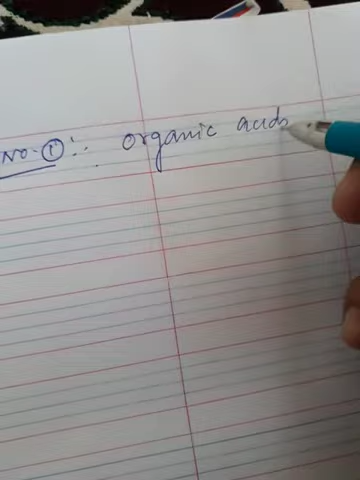 No. ① :. Organic acids